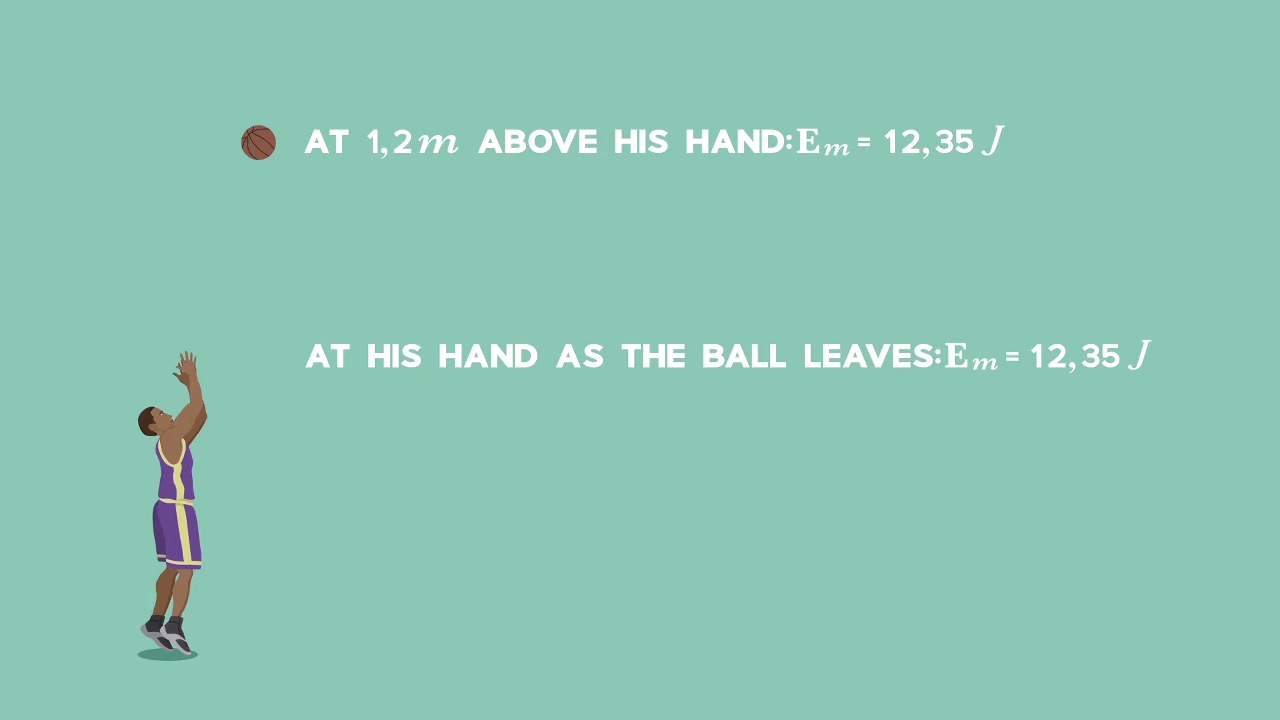 AT 1,2 m ABOVE HIS HAND: Eₘ = 12,35 J
AT HIS HAND AS THE BALL LEAVES: Eₘ = 12,35 J